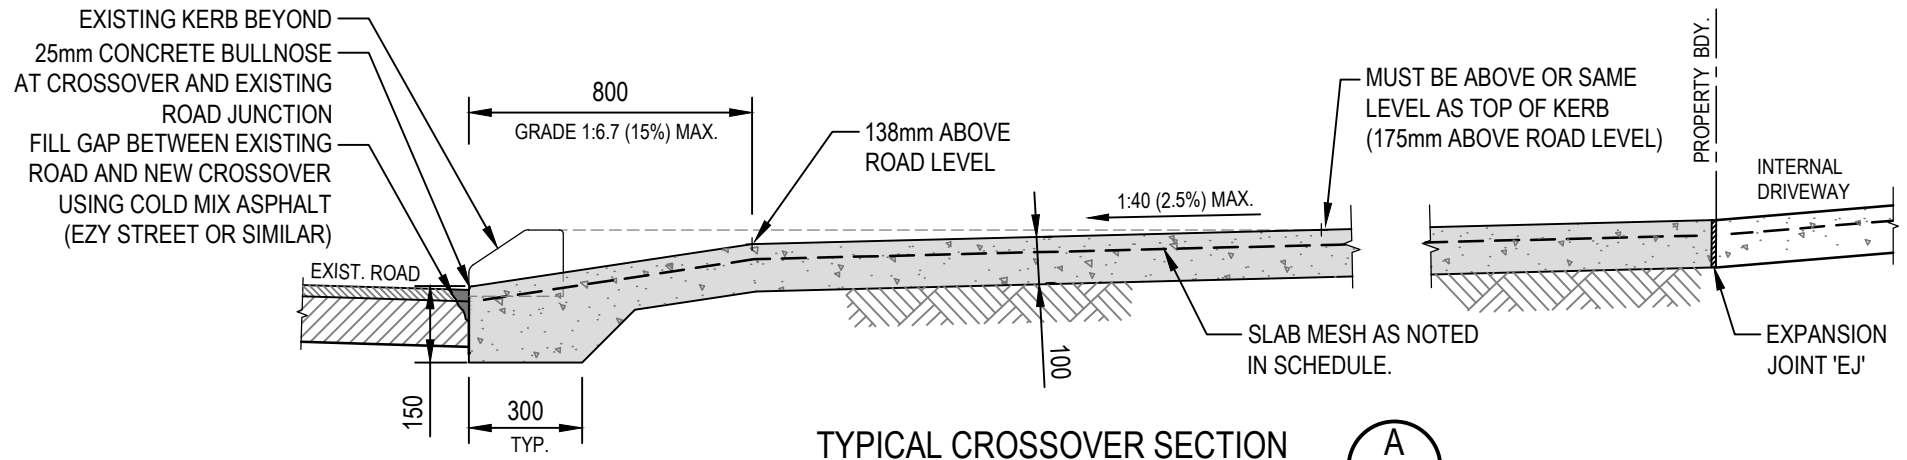 EXISTING KERB BEYOND
25mm CONCRETE BULLNOSE
AT CROSSOVER AND EXISTING
ROAD JUNCTION
FILL GAP BETWEEN EXISTING
ROAD AND NEW CROSSOVER
USING COLD MIX ASPHALT
(EZY STREET OR SIMILAR)
EXIST. ROAD
800
GRADE 1:6.7 (15%) MAX.
138mm ABOVE
ROAD LEVEL
1:40 (2.5%) MAX.
MUST BE ABOVE OR SAME
LEVEL AS TOP OF KERB
(175mm ABOVE ROAD LEVEL)
PROPERTY BDY.
INTERNAL
DRIVEWAY
150
300
TYP.
100
SLAB MESH AS NOTED
IN SCHEDULE.
EXPANSION
JOINT 'EJ'
TYPICAL CROSSOVER SECTION
A